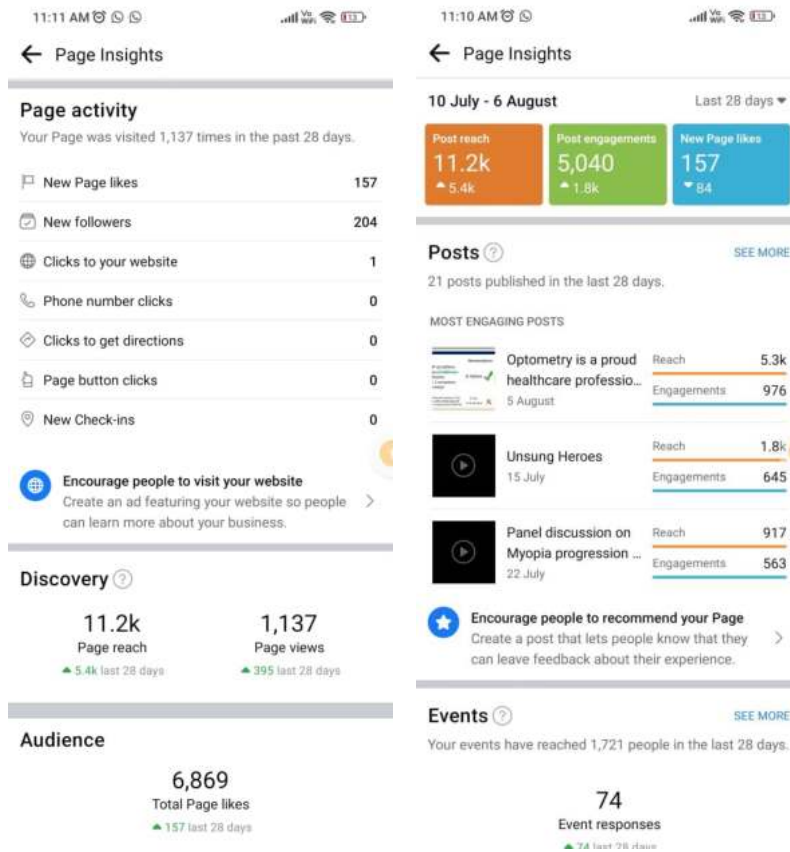 11:11 AM
Vo WiFi
13
Page Insights
Page activity
Your Page was visited 1,137 times in the past 28 days.
New Page likes 157
New followers 204
Clicks to your website 1
Phone number clicks 0
Clicks to get directions 0
Page button clicks 0
New Check-ins 0
Encourage people to visit your website
Create an ad featuring your website so people
can learn more about your business.
Discovery
11.2k 1,137
Page reach Page views
5.4k last 28 days 395 last 28 days
Audience
6,869
Total Page likes
157 last 28 days
11:10 AM
Vo WiFi
13
Page Insights
10 July - 6 August Last 28 days
Post reach Post engagements New Page likes
11.2k 5,040 157
5.4k 1.8k 84
Posts SEE MORE
21 posts published in the last 28 days.
MOST ENGAGING POSTS
Optometry is a proud Reach 5.3k
healthcare professio... Engagements 976
5 August
Unsung Heroes Reach 1.8k
15 July Engagements 645
Panel discussion on Reach 917
Myopia progression ... Engagements 563
22 July
Encourage people to recommend your Page
Create a post that lets people know that they
can leave feedback about their experience.
Events SEE MORE
Your events have reached 1,721 people in the last 28 days.
74
Event responses
74 last 28 days